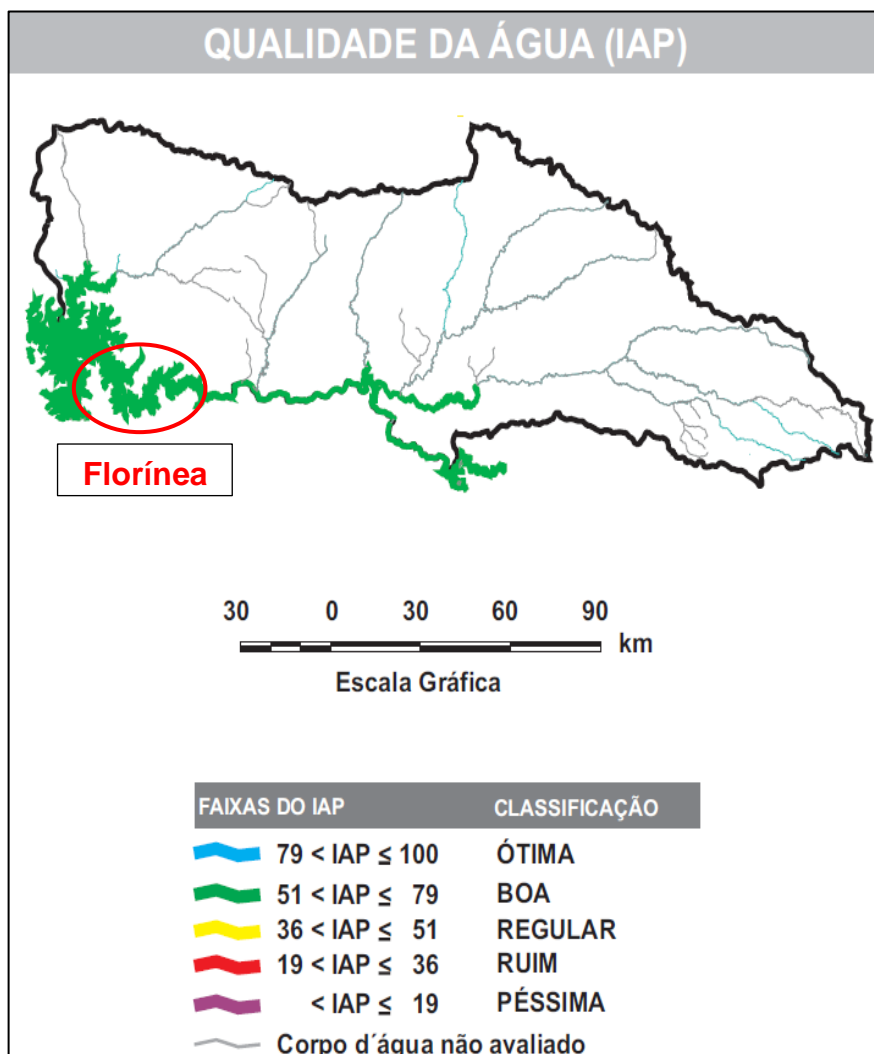 QUALIDADE DA ÁGUA (IAP)
Florínea
30 0 30 60 90
km
Escala Gráfica
FAIXAS DO IAP CLASSIFICAÇÃO
79 < IAP ≤ 100 ÓTIMA
51 < IAP ≤ 79 BOA
36 < IAP ≤ 51 REGULAR
19 < IAP ≤ 36 RUIM
< IAP ≤ 19 PÉSSIMA
Corpo d´água não avaliado